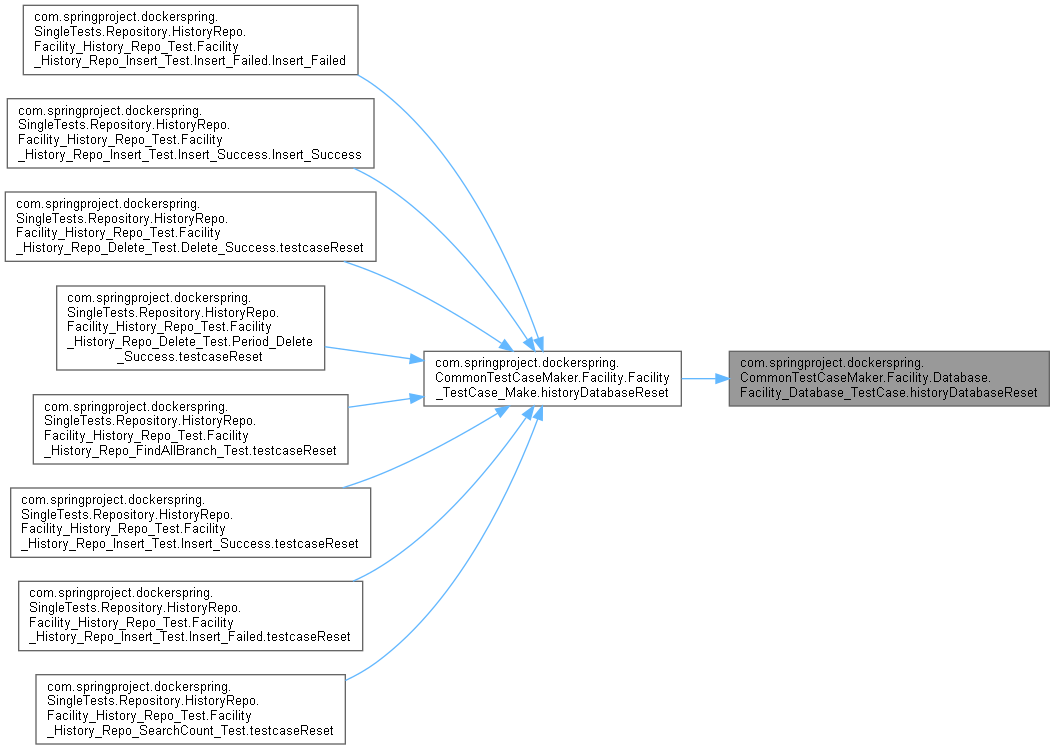 com.springproject.dockerspring.
SingleTests.Repository.HistoryRepo.
Facility_History_Repo_Test.Facility
_History_Repo_Insert_Test.Insert_Failed.Insert_Failed
com.springproject.dockerspring.
SingleTests.Repository.HistoryRepo.
Facility_History_Repo_Test.Facility
_History_Repo_Insert_Test.Insert_Success.Insert_Success
com.springproject.dockerspring.
SingleTests.Repository.HistoryRepo.
Facility_History_Repo_Test.Facility
_History_Repo_Delete_Test.Delete_Success.testcaseReset
com.springproject.dockerspring.
SingleTests.Repository.HistoryRepo.
Facility_History_Repo_Test.Facility
_History_Repo_Delete_Test.Period_Delete
_Success.testcaseReset
com.springproject.dockerspring.
SingleTests.Repository.HistoryRepo.
Facility_History_Repo_Test.Facility
_History_Repo_FindAllBranch_Test.testcaseReset
com.springproject.dockerspring.
SingleTests.Repository.HistoryRepo.
Facility_History_Repo_Test.Facility
_History_Repo_Insert_Test.Insert_Success.testcaseReset
com.springproject.dockerspring.
SingleTests.Repository.HistoryRepo.
Facility_History_Repo_Test.Facility
_History_Repo_Insert_Test.Insert_Failed.testcaseReset
com.springproject.dockerspring.
SingleTests.Repository.HistoryRepo.
Facility_History_Repo_Test.Facility
_History_Repo_SearchCount_Test.testcaseReset
com.springproject.dockerspring.
CommonTestCaseMaker.Facility.Facility
_TestCase_Make.historyDatabaseReset
com.springproject.dockerspring.
CommonTestCaseMaker.Facility.Database.
Facility_Database_TestCase.historyDatabaseReset